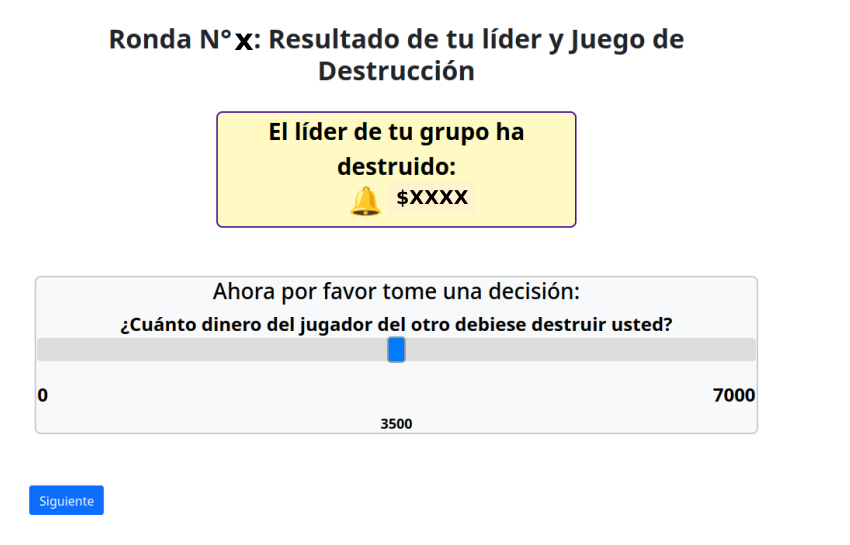 Ronda N°x: Resultado de tu líder y Juego de
Destrucción
El líder de tu grupo ha
destruido:
$XXXX
Ahora por favor tome una decisión:
¿Cuánto dinero del jugador del otro debiese destruir usted?
0
7000
3500
Siguiente